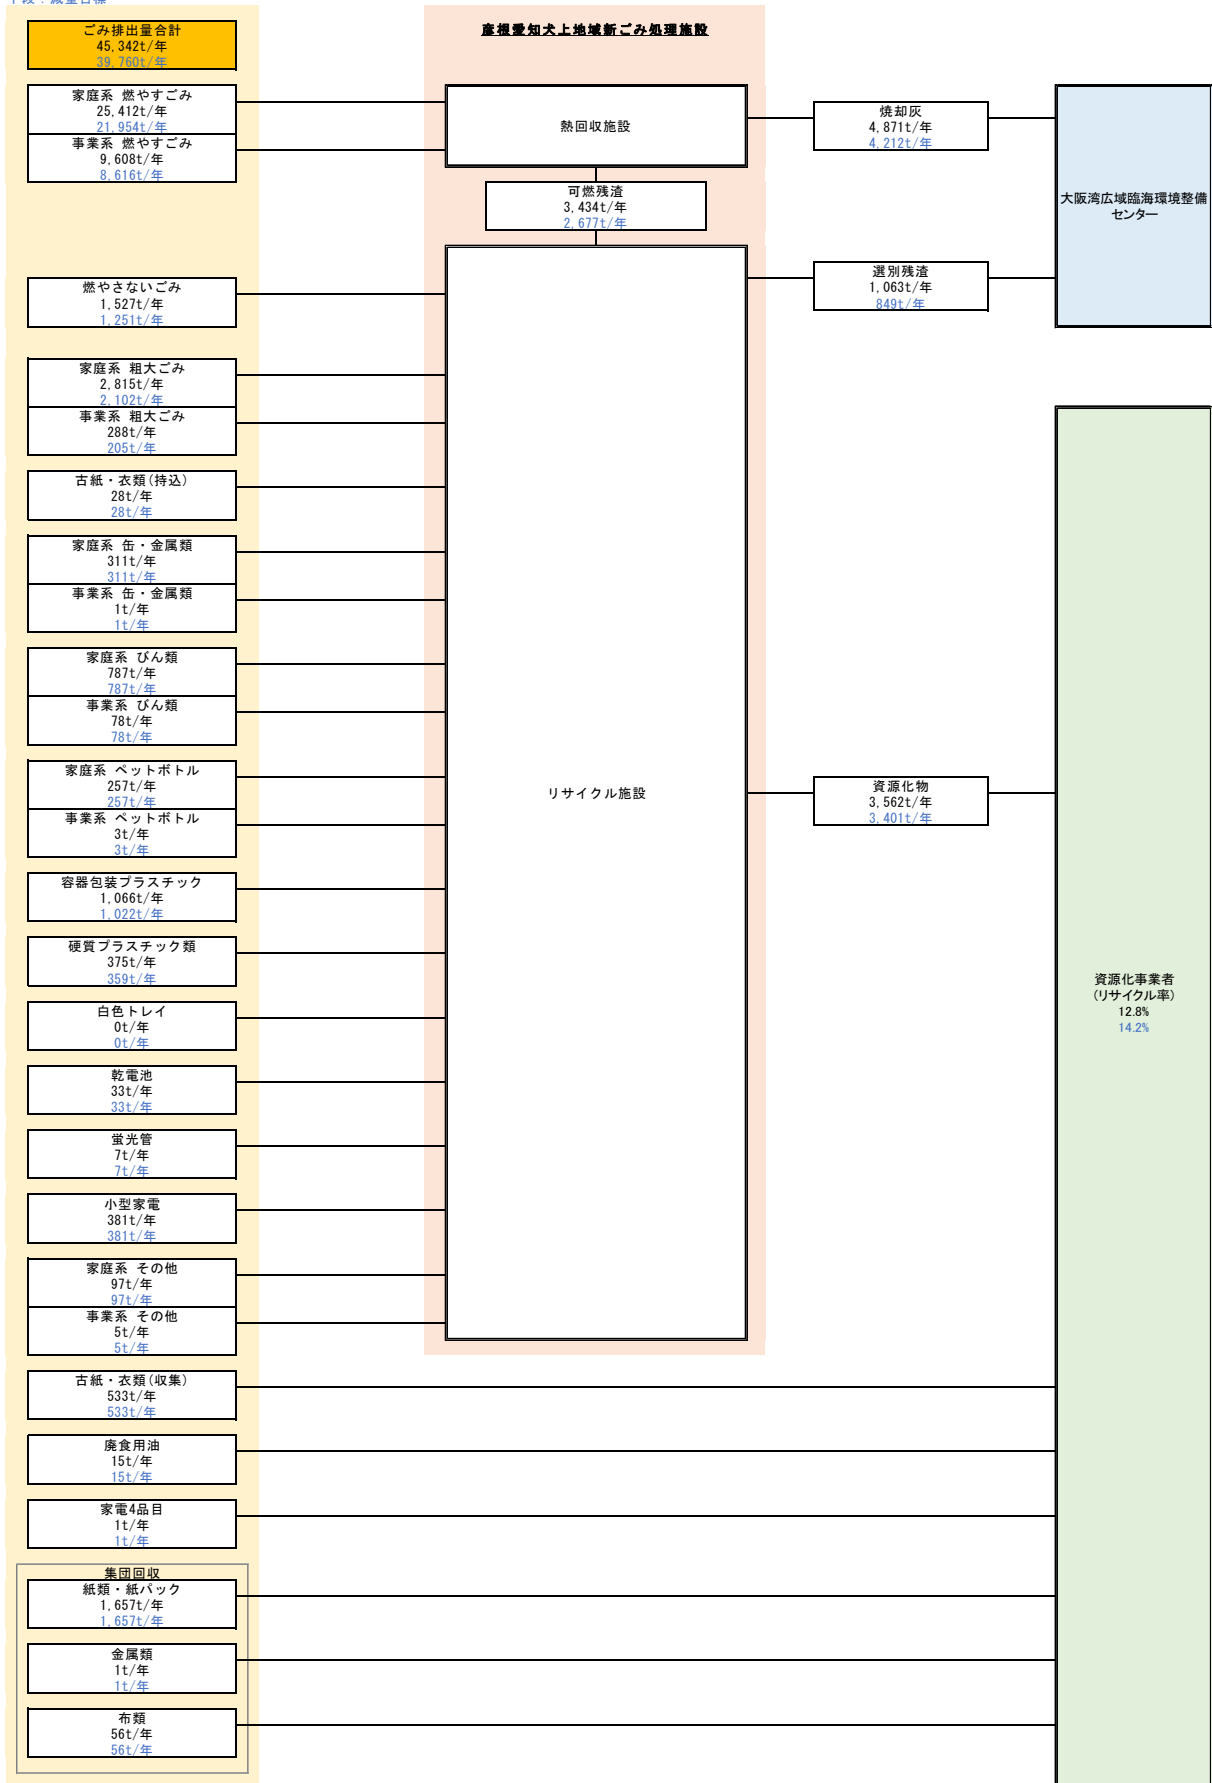 下段：減量目標
ごみ排出量合計
45,342t/年
39,760t/年
彦根愛知犬上地域新ごみ処理施設
家庭系 燃やすごみ
25,412t/年
21,954t/年
事業系 燃やすごみ
9,608t/年
8,616t/年
熱回収施設
焼却灰
4,871t/年
4,212t/年
大阪湾広域臨海環境整備
センター
可燃残渣
3,434t/年
2,677t/年
選別残渣
1,063t/年
849t/年
燃やさないごみ
1,527t/年
1,251t/年
家庭系 粗大ごみ
2,815t/年
2,102t/年
事業系 粗大ごみ
288t/年
205t/年
古紙・衣類(持込)
28t/年
28t/年
家庭系 缶・金属類
311t/年
311t/年
事業系 缶・金属類
1t/年
1t/年
家庭系 びん類
787t/年
787t/年
事業系 びん類
78t/年
78t/年
家庭系 ペットボトル
257t/年
257t/年
事業系 ペットボトル
3t/年
3t/年
リサイクル施設
資源化物
3,562t/年
3,401t/年
容器包装プラスチック
1,066t/年
1,022t/年
硬質プラスチック類
375t/年
359t/年
資源化事業者
(リサイクル率)
12.8%
14.2%
白色トレイ
0t/年
0t/年
乾電池
33t/年
33t/年
蛍光管
7t/年
7t/年
小型家電
381t/年
381t/年
家庭系 その他
97t/年
97t/年
事業系 その他
5t/年
5t/年
古紙・衣類(収集)
533t/年
533t/年
廃食用油
15t/年
15t/年
家電4品目
1t/年
1t/年
集団回収
紙類・紙パック
1,657t/年
1,657t/年
金属類
1t/年
1t/年
布類
56t/年
56t/年